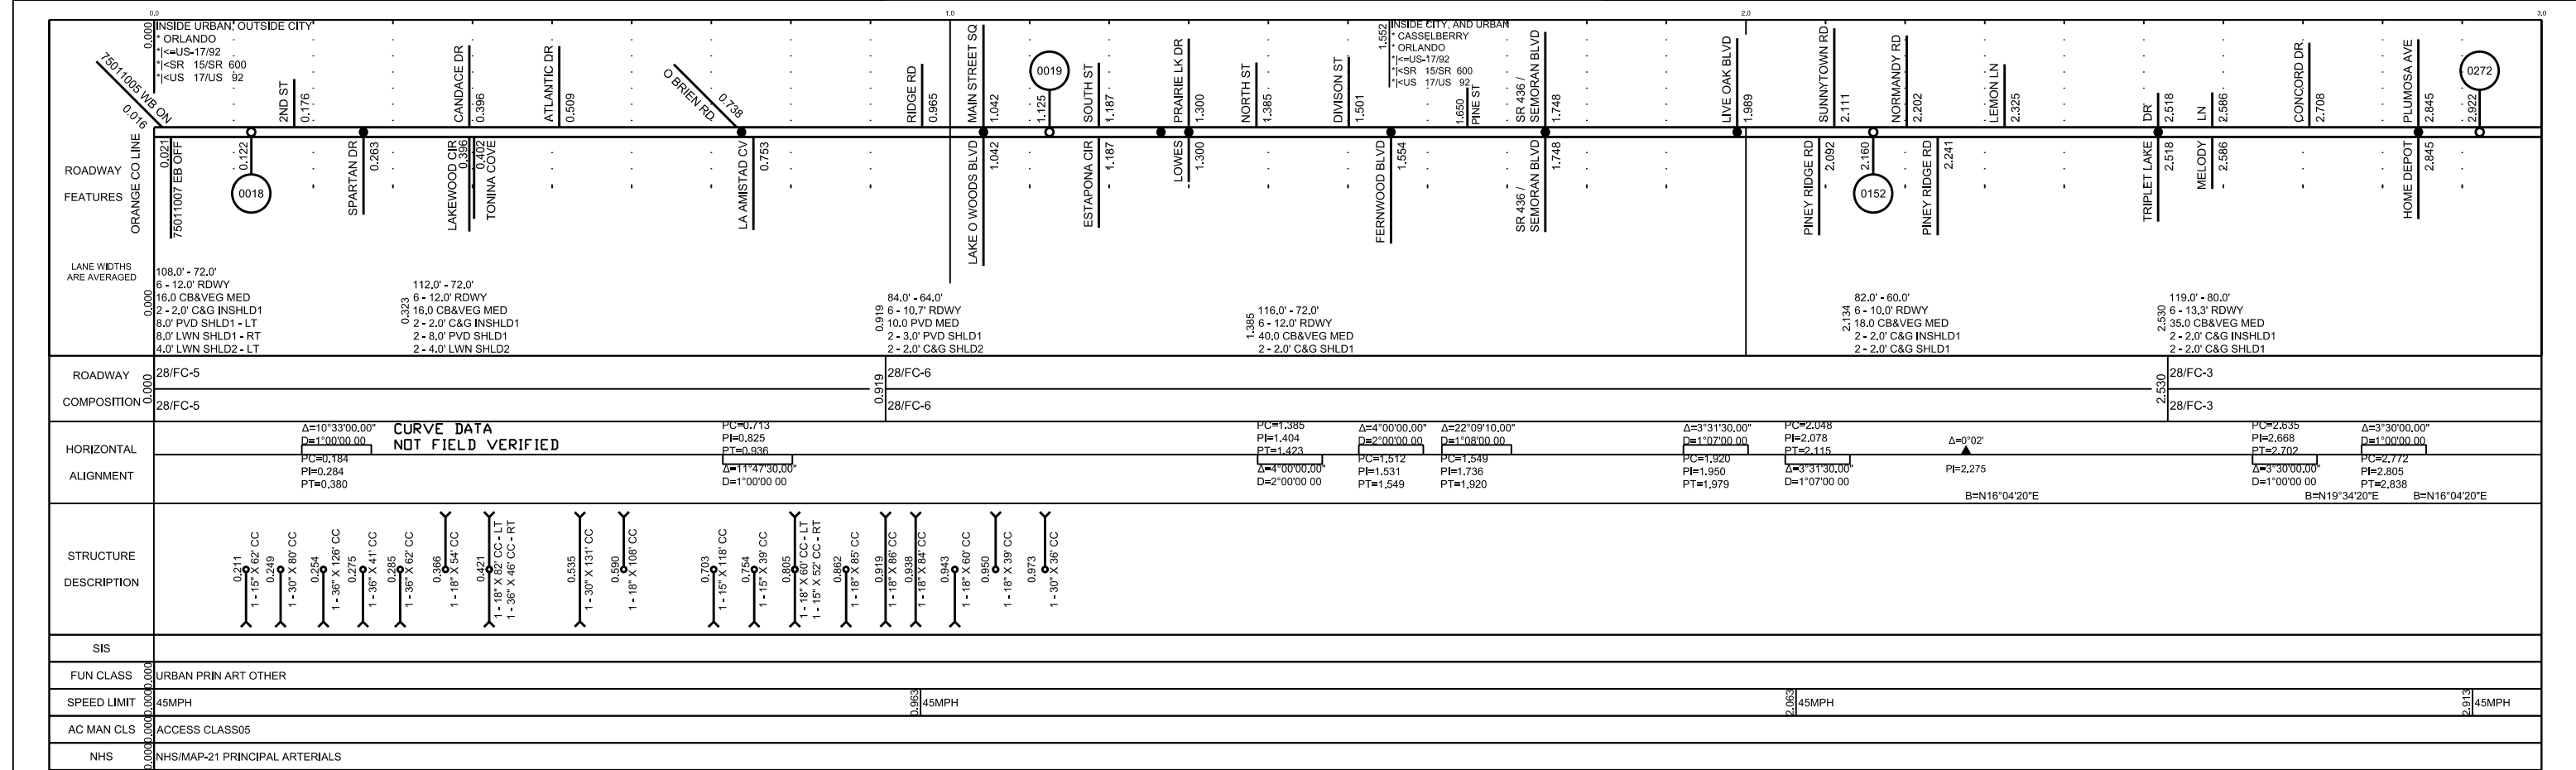 0.0
1.0
2.0
3.0
0.000
INSIDE URBAN, OUTSIDE CITY
* ORLANDO
*|<=US-17/92
*|<SR 15/SR 600
*|<US 17/US 92
1.552
INSIDE CITY, AND URBAN
* CASSELBERRY
* ORLANDO
*|<=US-17/92
*|<SR 15/SR 600
*|<US 17/US 92
75011005 WB ON
0.016
2ND ST
0.176
CANDACE DR
0.396
ATLANTIC DR
0.509
O BRIEN RD
0.738
RIDGE RD
0.965
MAIN STREET SQ
1.042
0019
1.125
SOUTH ST
1.187
PRAIRIE LK DR
1.300
NORTH ST
1.385
DIVISON ST
1.501
1.650
PINE ST
SR 436 /
SEMORAN BLVD
1.748
LIVE OAK BLVD
1.989
SUNNYTOWN RD
2.111
NORMANDY RD
2.202
LEMON LN
2.325
DR
2.518
LN
2.586
CONCORD DR
2.708
PLUMOSA AVE
2.845
0272
2.922
ROADWAY
FEATURES
ORANGE CO LINE
0.021
75011007 EB OFF
0.122
0018
SPARTAN DR
0.263
LAKEWOOD CIR
0.396
0.402
TONINA COVE
LA AMISTAD CV
0.753
LAKE O WOODS BLVD
1.042
ESTAPONA CIR
1.187
LOWES
1.300
FERNWOOD BLVD
1.554
SR 436 /
SEMORAN BLVD
1.748
PINEY RIDGE RD
2.092
2.160
0152
PINEY RIDGE RD
2.241
TRIPLET LAKE
2.518
MELODY
2.586
HOME DEPOT
2.845
LANE WIDTHS
ARE AVERAGED
0.000
108.0' - 72.0'
6 - 12.0' RDWY
16.0 CB&VEG MED
2 - 2.0' C&G INSHLD1
8.0' PVD SHLD1 - LT
8.0' LWN SHLD1 - RT
4.0' LWN SHLD2 - LT
0.323
112.0' - 72.0'
6 - 12.0' RDWY
16.0 CB&VEG MED
2 - 2.0' C&G INSHLD1
2 - 8.0' PVD SHLD1
2 - 4.0' LWN SHLD2
0.919
84.0' - 64.0'
6 - 10.7' RDWY
10.0 PVD MED
2 - 3.0' PVD SHLD1
2 - 2.0' C&G SHLD2
1.385
116.0' - 72.0'
6 - 12.0' RDWY
40.0 CB&VEG MED
2 - 2.0' C&G SHLD1
2.134
82.0' - 60.0'
6 - 10.0' RDWY
18.0 CB&VEG MED
2 - 2.0' C&G INSHLD1
2 - 2.0' C&G SHLD1
2.530
119.0' - 80.0'
6 - 13.3' RDWY
35.0 CB&VEG MED
2 - 2.0' C&G INSHLD1
2 - 2.0' C&G SHLD1
ROADWAY
COMPOSITION
0.000
28/FC-5
28/FC-5
0.919
28/FC-6
28/FC-6
2.530
28/FC-3
28/FC-3
HORIZONTAL
ALIGNMENT
Δ=10°33'00.00"
D=1°00'00 00
PC=0.184
PI=0.284
PT=0.380
CURVE DATA
NOT FIELD VERIFIED
PC=0.713
PI=0.825
PT=0.936
Δ=11°47'30.00"
D=1°00'00 00
PC=1.385
PI=1.404
PT=1.423
Δ=4°00'00.00"
D=2°00'00 00
Δ=4°00'00.00"
D=2°00'00 00
PC=1.512
PI=1.531
PT=1.549
Δ=22°09'10.00"
D=1°08'00 00
PC=1.549
PI=1.736
PT=1.920
Δ=3°31'30.00"
D=1°07'00 00
PC=1.920
PI=1.950
PT=1.979
PC=2.048
PI=2.078
PT=2.115
Δ=3°31'30.00"
D=1°07'00 00
Δ=0°02'
PI=2.275
B=N16°04'20"E
PC=2.635
PI=2.668
PT=2.702
Δ=3°30'00.00"
D=1°00'00 00
B=N19°34'20"E
Δ=3°30'00.00"
D=1°00'00 00
PC=2.772
PI=2.805
PT=2.838
B=N16°04'20"E
STRUCTURE
DESCRIPTION
0.211
1 - 15" X 62' CC
0.249
1 - 30" X 80' CC
0.254
1 - 36" X 126' CC
0.275
1 - 36" X 41' CC
0.285
1 - 36" X 62' CC
0.366
1 - 18" X 54' CC
0.421
1 - 18" X 82' CC - LT
1 - 36" X 46' CC - RT
0.535
1 - 30" X 131' CC
0.590
1 - 18" X 108' CC
0.703
1 - 15" X 118' CC
0.754
1 - 15" X 39' CC
0.805
1 - 18" X 60' CC - LT
1 - 15" X 52' CC - RT
0.862
1 - 18" X 85' CC
0.919
1 - 18" X 86' CC
0.938
1 - 18" X 84' CC
0.943
1 - 18" X 60' CC
0.950
1 - 18" X 39' CC
0.973
1 - 30" X 36' CC
SIS
FUN CLASS
0.000
URBAN PRIN ART OTHER
SPEED LIMIT
0.000
45MPH
0.963
45MPH
2.063
45MPH
2.913
45MPH
AC MAN CLS
0.000
ACCESS CLASS05
NHS
0.000
NHS/MAP-21 PRINCIPAL ARTERIALS